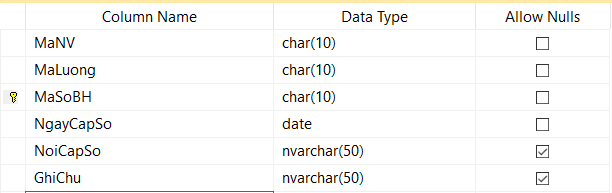 Column Name Data Type Allow Nulls
MaNV char(10)
MaLuong char(10)
MaSoBH char(10)
NgayCapSo date
NoiCapSo nvarchar(50)
GhiChu nvarchar(50)